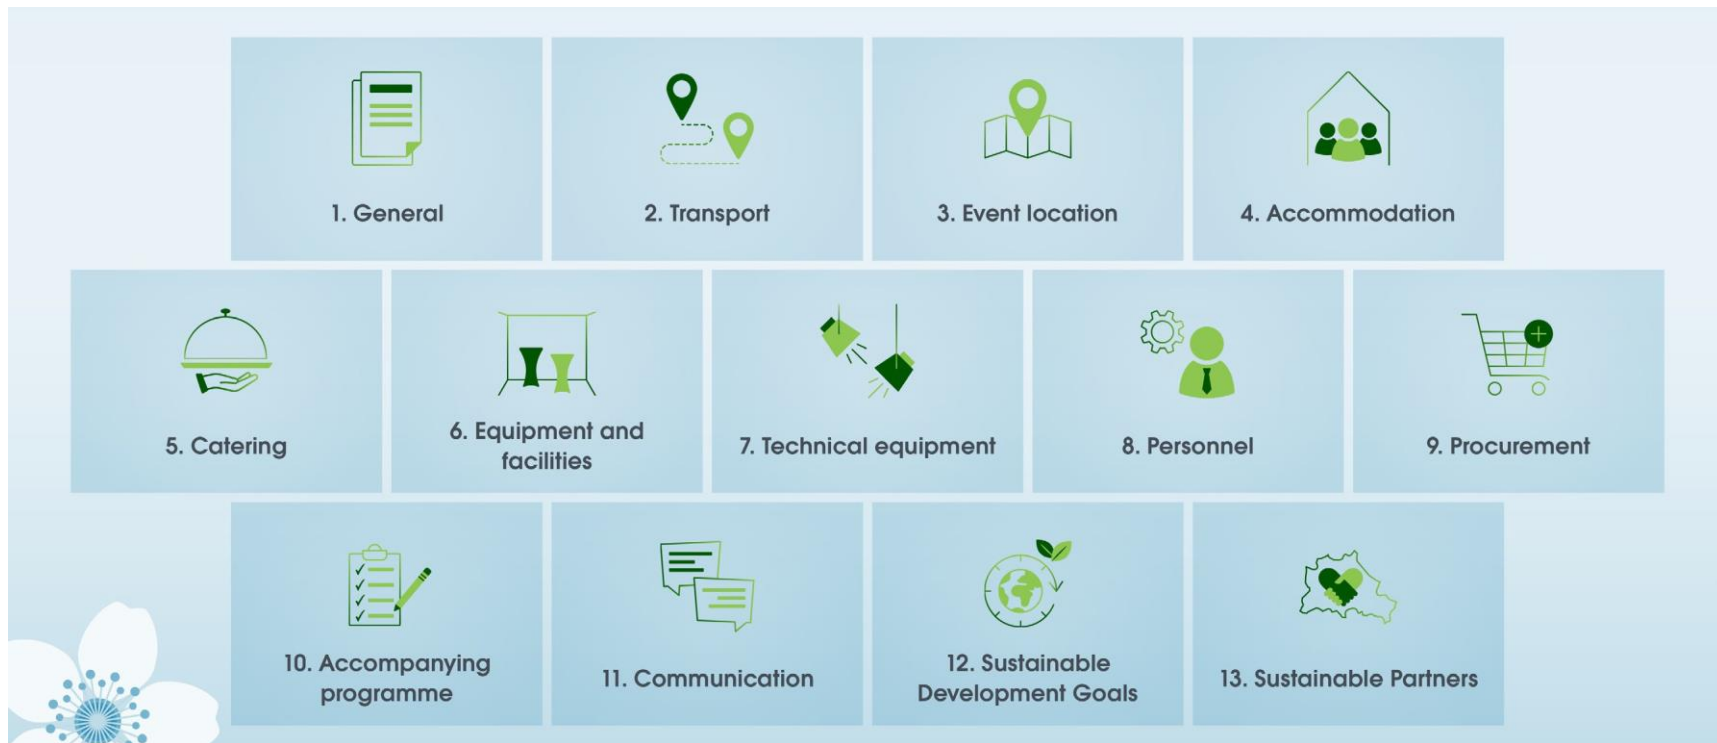 1. General
2. Transport
3. Event location
4. Accommodation
5. Catering
6. Equipment and
facilities
7. Technical equipment
8. Personnel
9. Procurement
10. Accompanying
programme
11. Communication
12. Sustainable
Development Goals
13. Sustainable Partners